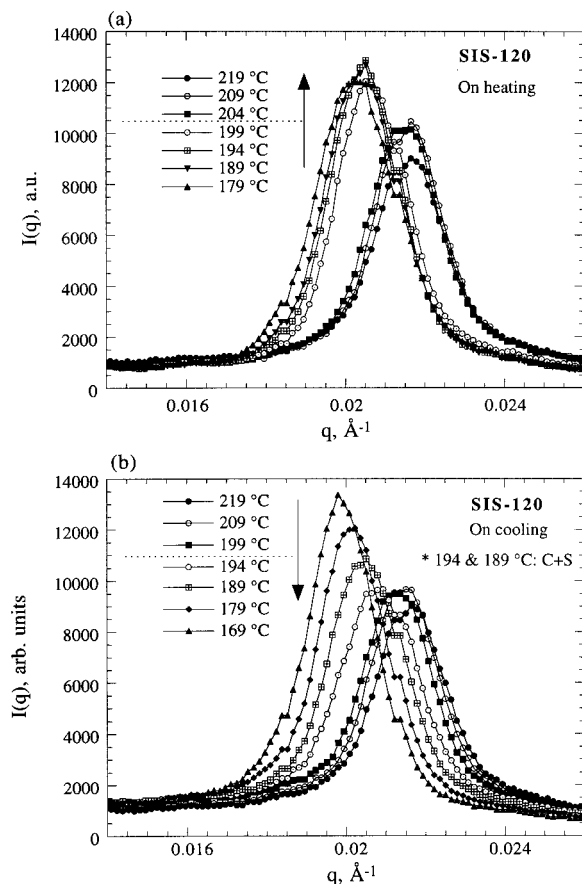 (a)
14000
12000
10000
8000
6000
4000
2000
0
I(q), a.u.
219 °C
209 °C
204 °C
199 °C
194 °C
189 °C
179 °C
SIS-120
On heating
0.016
0.02
0.024
q, Å-1
(b)
14000
12000
10000
8000
6000
4000
2000
0
I(q), arb. units
219 °C
209 °C
199 °C
194 °C
189 °C
179 °C
169 °C
SIS-120
On cooling
* 194 & 189 °C: C+S
0.016
0.02
0.024
q, Å-1